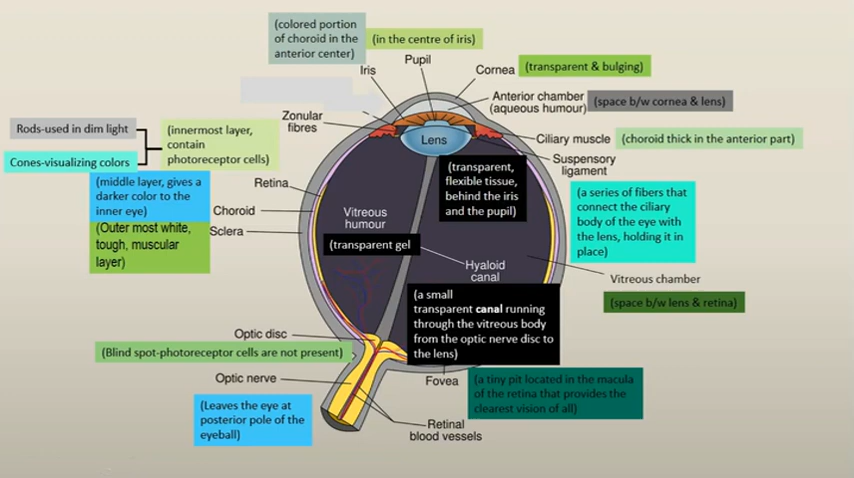 (colored portion
of choroid in the
anterior center)
(in the centre of iris)
Pupil
Iris
Cornea
(transparent & bulging)
Anterior chamber
(aqueous humour)
(space b/w cornea & lens)
Zonular
fibres
Rods-used in dim light
Cones-visualizing colors
(innermost layer,
contain
photoreceptor cells)
Lens
Ciliary muscle
(choroid thick in the anterior part)
Suspensory
ligament
(transparent,
flexible tissue,
behind the iris
and the pupil)
Retina
(middle layer, gives a
darker color to the
inner eye)
Choroid
(Outer most white,
tough, muscular
layer)
Sclera
Vitreous
humour
(transparent gel
(a series of fibers that
connect the ciliary
body of the eye with
the lens, holding it in
place)
Hyaloid
canal
Vitreous chamber
(space b/w lens & retina)
(a small
transparent canal running
through the vitreous body
from the optic nerve disc to
the lens)
Optic disc
(Blind spot-photoreceptor cells are not present)
Optic nerve
Fovea
(a tiny pit located in the macula
of the retina that provides the
clearest vision of all)
(Leaves the eye at
posterior pole of the
eyeball)
Retinal
blood vessels